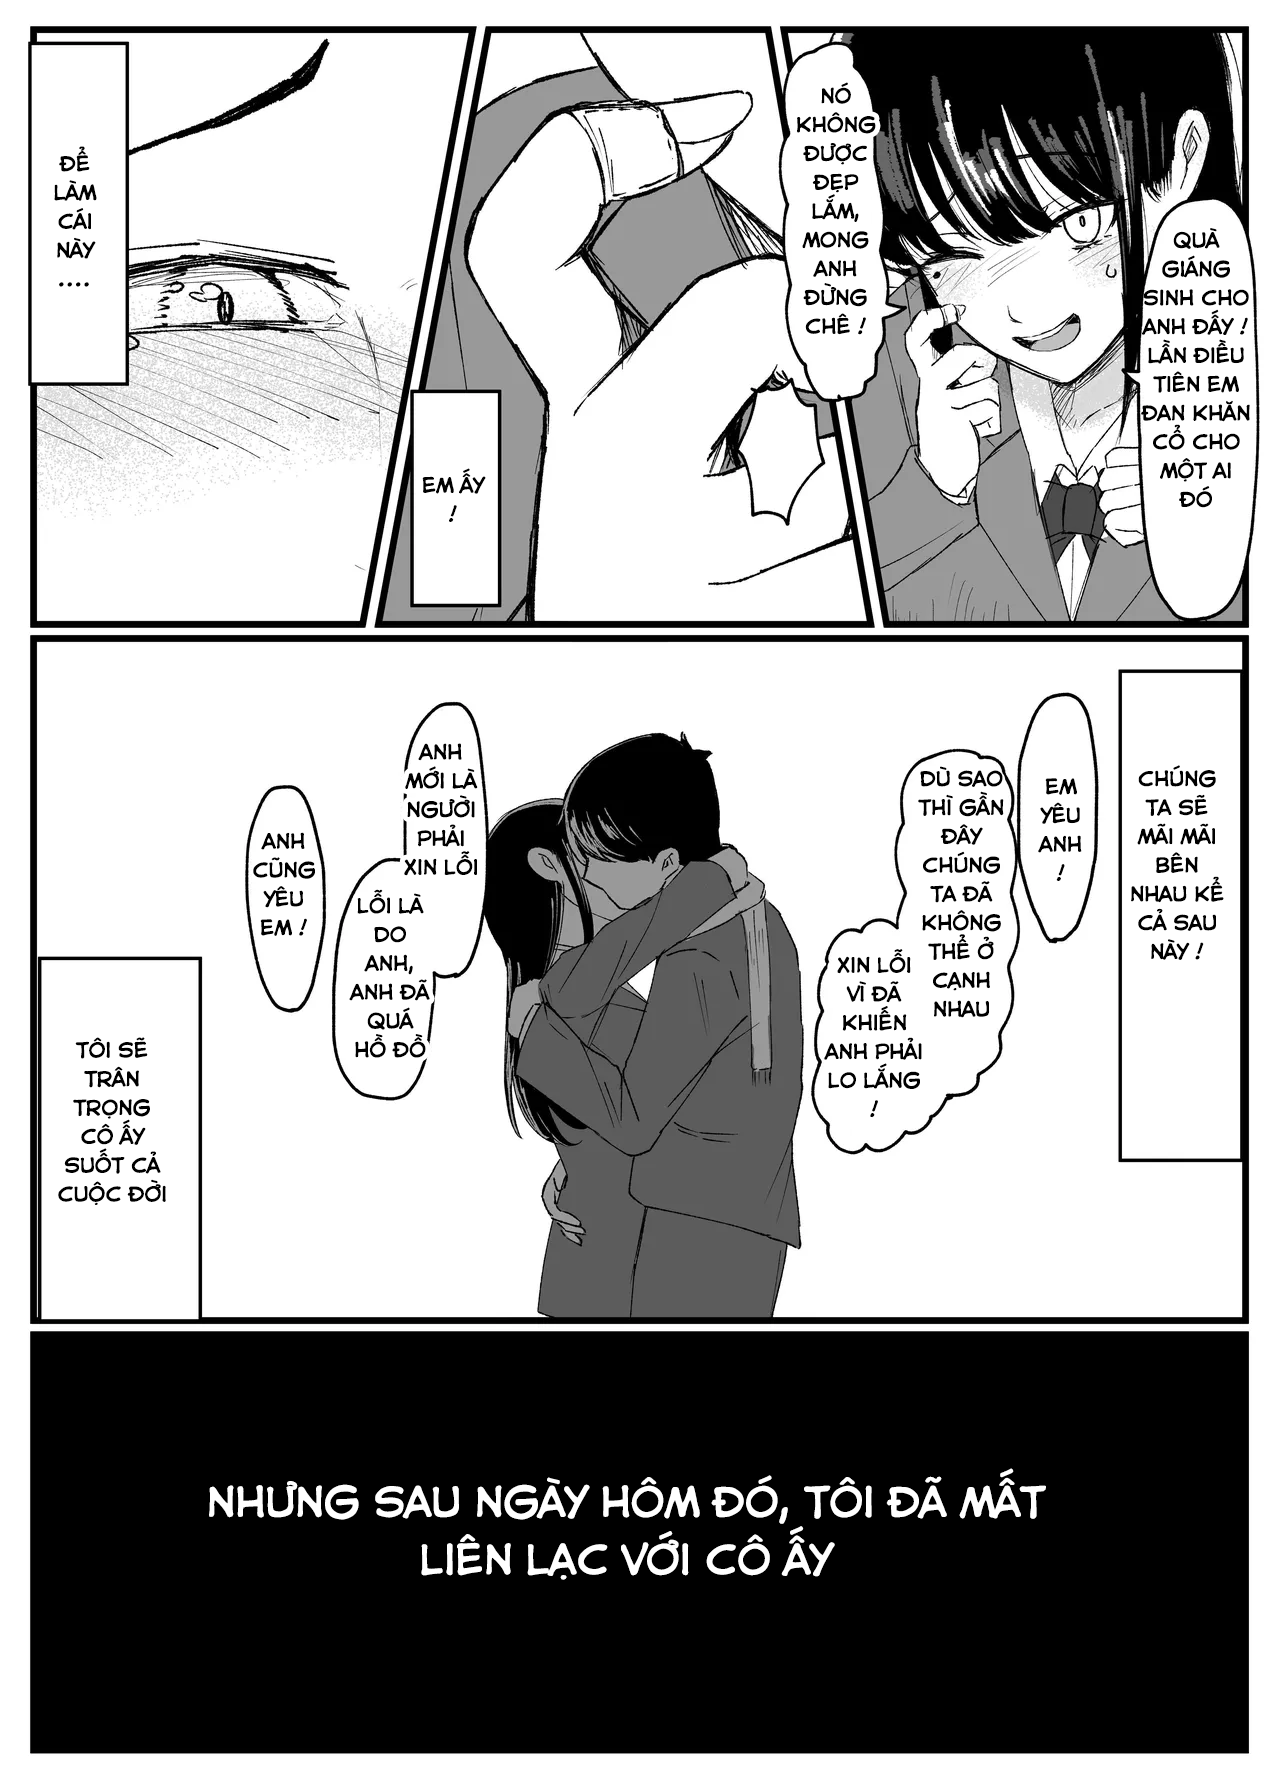 QUÀ
GIÁNG
SINH CHO
ANH ĐẤY !
LẦN ĐIỀU
TIÊN EM
ĐAN KHĂN
CỔ CHO
MỘT AI
ĐÓ
NÓ
KHÔNG
ĐƯỢC
ĐẸP
LẮM,
MONG
ANH
ĐỪNG
CHÊ !
EM ẤY
!
ĐỂ
LÀM
CÁI
NÀY
....
CHÚNG
TA SẼ
MÃI MÃI
BÊN
NHAU KỂ
CẢ SAU
NÀY !
EM
YÊU
ANH
!
DÙ SAO
THÌ GẦN
ĐÂY
CHÚNG
TA ĐÃ
KHÔNG
THỂ Ở
CẠNH
NHAU
XIN LỖI
VÌ ĐÃ
KHIẾN
ANH PHẢI
LO LẮNG
!
ANH
MỚI LÀ
NGƯỜI
PHẢI
XIN LỖI
LỖI LÀ
DO
ANH,
ANH ĐÃ
QUÁ
HỒ ĐỒ
ANH
CŨNG
YÊU
EM !
TÔI SẼ
TRÂN
TRỌNG
CÔ ẤY
SUỐT CẢ
CUỘC ĐỜI
NHƯNG SAU NGÀY HÔM ĐÓ, TÔI ĐÃ MẤT
LIÊN LẠC VỚI CÔ ẤY